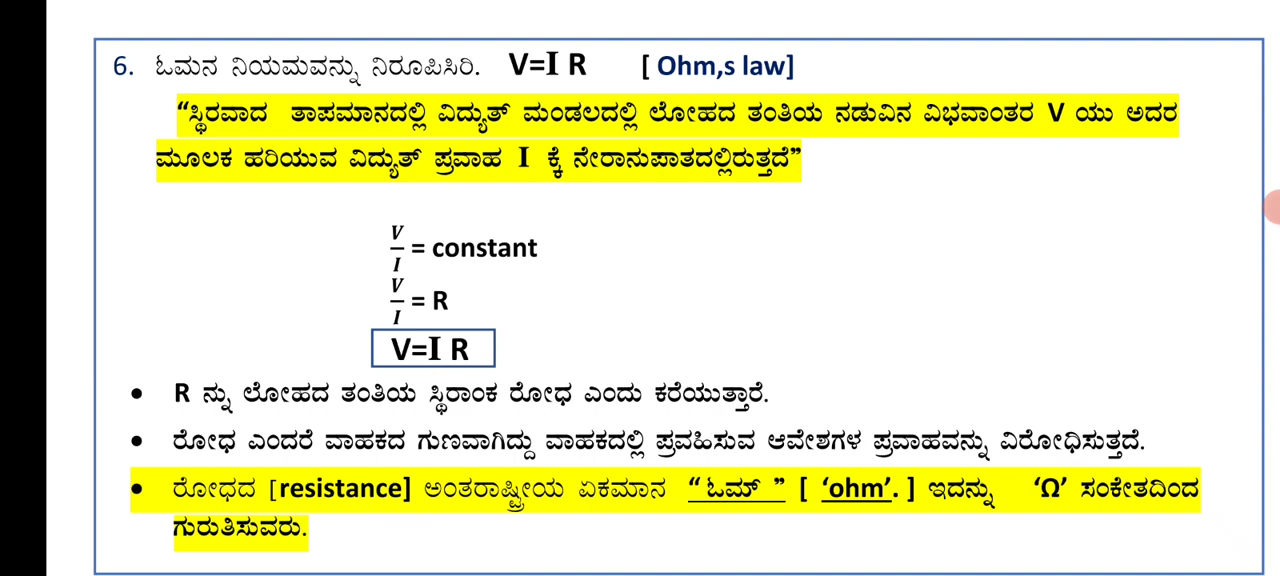 6. ಓಮನ ನಿಯಮವನ್ನು ನಿರೂಪಿಸಿರಿ. V=I R [ Ohm,s law]
“ಸ್ಥಿರವಾದ ತಾಪಮಾನದಲ್ಲಿ ವಿದ್ಯುತ್ ಮಂಡಲದಲ್ಲಿ ಲೋಹದ ತಂತಿಯ ನಡುವಿನ ವಿಭವಾಂತರ V ಯು ಅದರ
ಮೂಲಕ ಹರಿಯುವ ವಿದ್ಯುತ್ ಪ್ರವಾಹ I ಕ್ಕೆ ನೇರಾನುಪಾತದಲ್ಲಿರುತ್ತದೆ”
V/I = constant
V/I = R
V=I R
• R ನ್ನು ಲೋಹದ ತಂತಿಯ ಸ್ಥಿರಾಂಕ ರೋಧ ಎಂದು ಕರೆಯುತ್ತಾರೆ.
• ರೋಧ ಎಂದರೆ ವಾಹಕದ ಗುಣವಾಗಿದ್ದು ವಾಹಕದಲ್ಲಿ ಪ್ರವಹಿಸುವ ಆವೇಶಗಳ ಪ್ರವಾಹವನ್ನು ವಿರೋಧಿಸುತ್ತದೆ.
• ರೋಧದ [resistance] ಅಂತರಾಷ್ಟ್ರೀಯ ಏಕಮಾನ “ ಓಮ್ ” [ ‘ohm’. ] ಇದನ್ನು ‘Ω’ ಸಂಕೇತದಿಂದ
ಗುರುತಿಸುವರು.